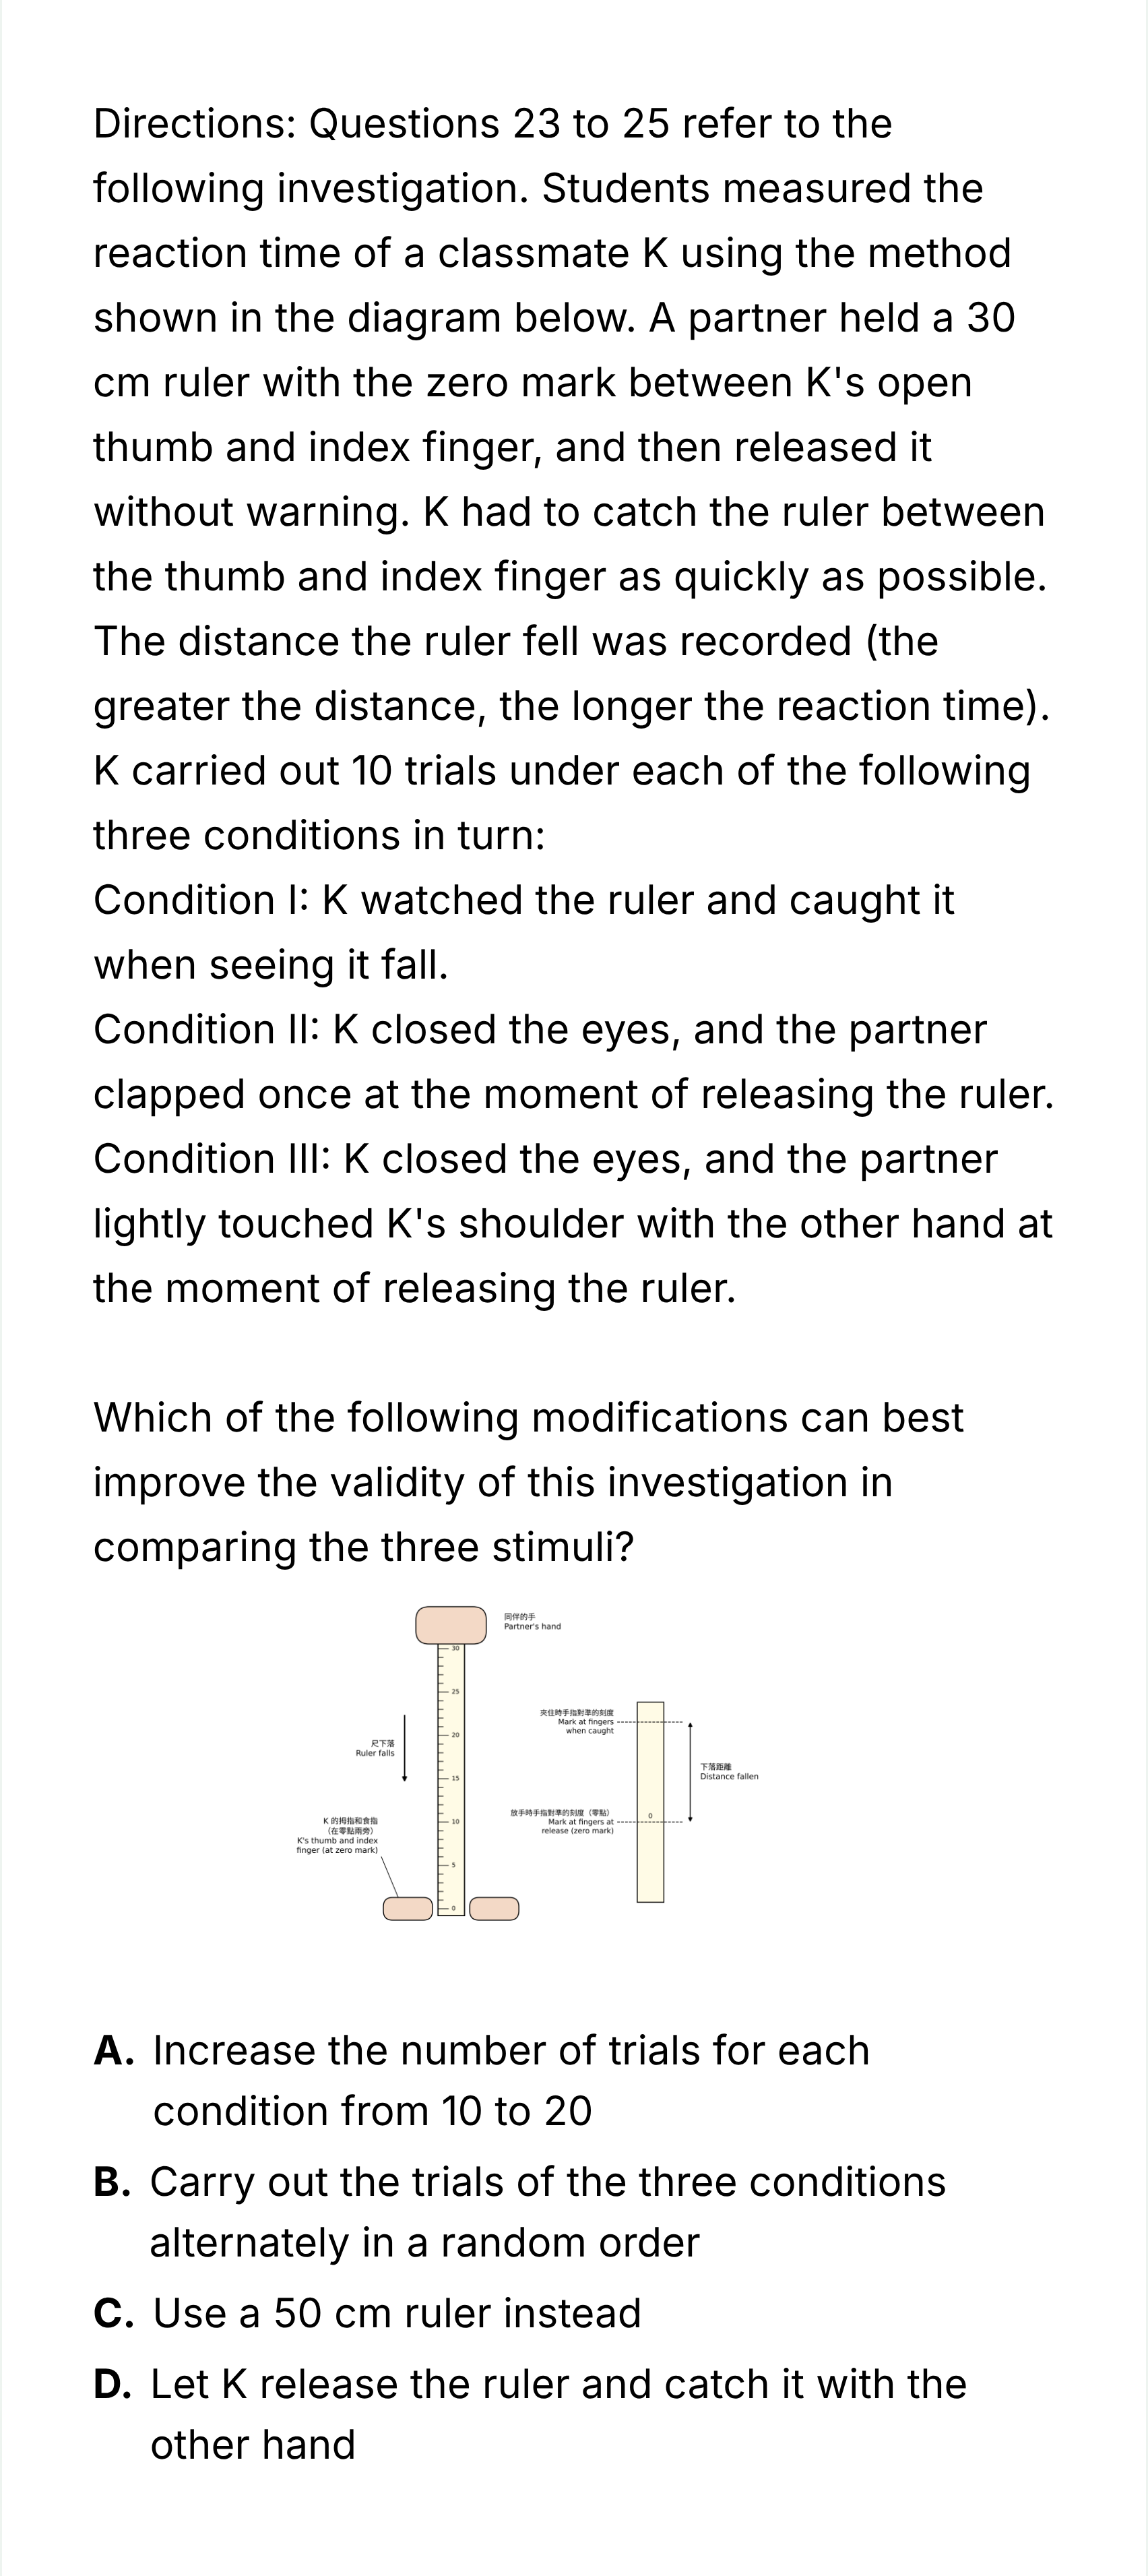 Directions: Questions 23 to 25 refer to the
following investigation. Students measured the
reaction time of a classmate K using the method
shown in the diagram below. A partner held a 30
cm ruler with the zero mark between K's open
thumb and index finger, and then released it
without warning. K had to catch the ruler between
the thumb and index finger as quickly as possible.
The distance the ruler fell was recorded (the
greater the distance, the longer the reaction time).
K carried out 10 trials under each of the following
three conditions in turn:
Condition I: K watched the ruler and caught it
when seeing it fall.
Condition II: K closed the eyes, and the partner
clapped once at the moment of releasing the ruler.
Condition III: K closed the eyes, and the partner
lightly touched K's shoulder with the other hand at
the moment of releasing the ruler.
Which of the following modifications can best
improve the validity of this investigation in
comparing the three stimuli?
同伴的手
Partner's hand
30
25
20
15
10
5
0
尺下落
Ruler falls
K 的拇指和食指
（在零點兩旁）
K's thumb and index
finger (at zero mark)
夾住時手指對準的刻度
Mark at fingers
when caught
下落距離
Distance fallen
放手時手指對準的刻度（零點）
Mark at fingers at
release (zero mark)
0
A. Increase the number of trials for each
condition from 10 to 20
B. Carry out the trials of the three conditions
alternately in a random order
C. Use a 50 cm ruler instead
D. Let K release the ruler and catch it with the
other hand